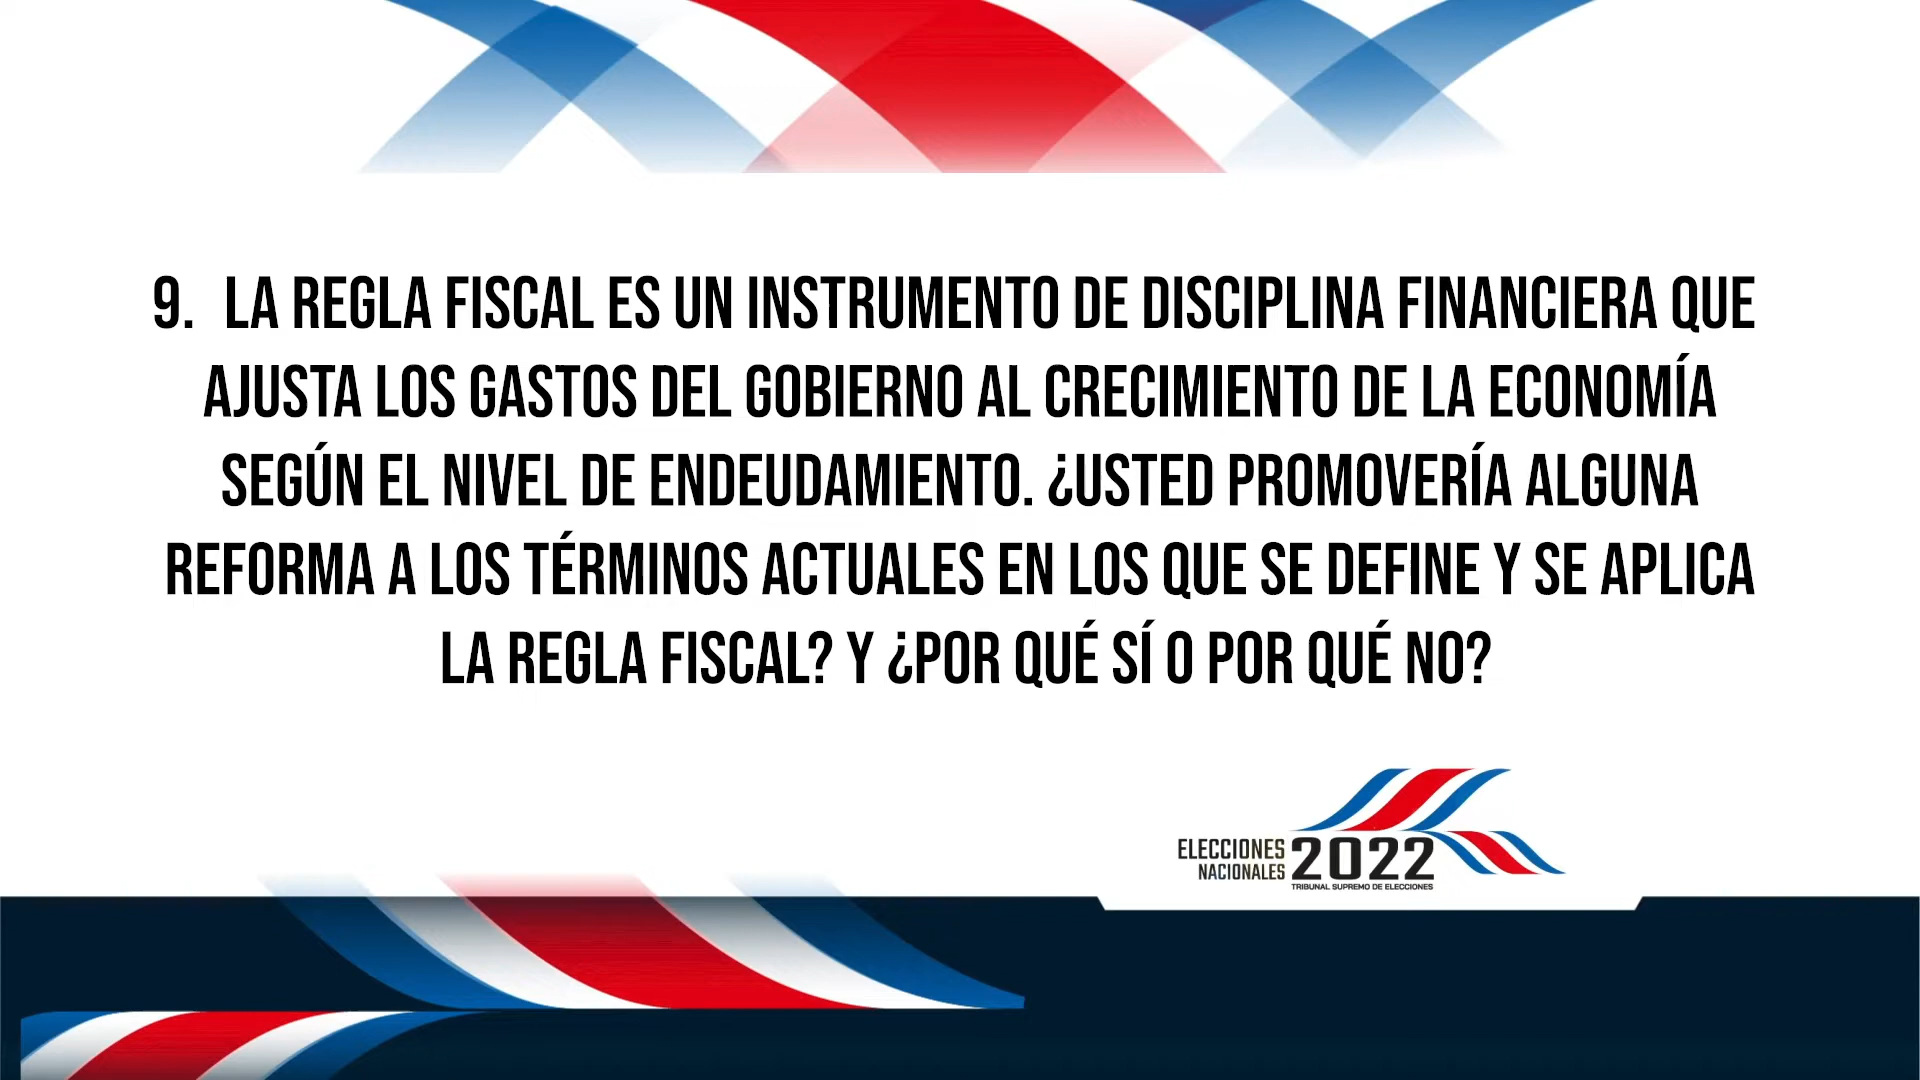 9. LA REGLA FISCAL ES UN INSTRUMENTO DE DISCIPLINA FINANCIERA QUE
AJUSTA LOS GASTOS DEL GOBIERNO AL CRECIMIENTO DE LA ECONOMÍA
SEGÚN EL NIVEL DE ENDEUDAMIENTO. ¿USTED PROMOVERÍA ALGUNA
REFORMA A LOS TÉRMINOS ACTUALES EN LOS QUE SE DEFINE Y SE APLICA
LA REGLA FISCAL? Y ¿POR QUÉ SÍ O POR QUÉ NO?
ELECCIONES
NACIONALES
2022
TRIBUNAL SUPREMO DE ELECCIONES